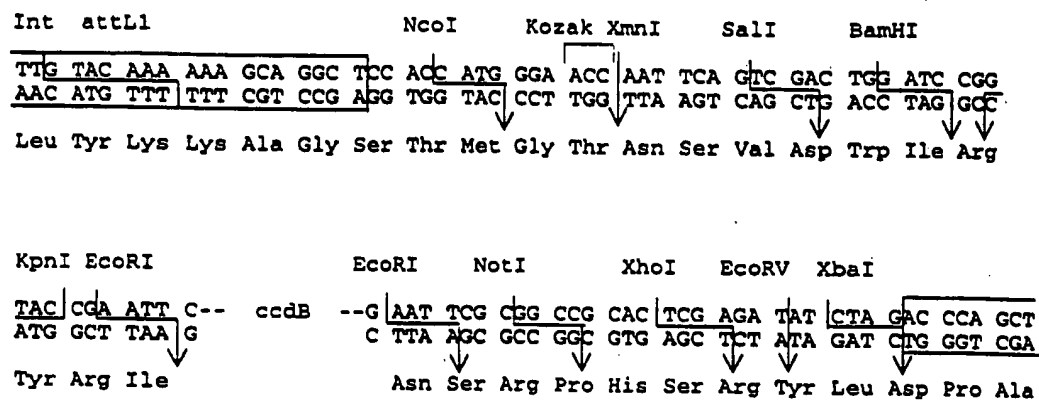 Int attL1 NcoI Kozak XmnI SalI BamHI
TTG TAC AAA AAA GCA GGC TCC ACC ATG GGA ACC AAT TCA GTC GAC TGG ATC CGG
AAC ATG TTT TTT CGT CCG AGG TGG TAC CCT TGG TTA AGT CAG CTG ACC TAG GCC
Leu Tyr Lys Lys Ala Gly Ser Thr Met Gly Thr Asn Ser Val Asp Trp Ile Arg
KpnI EcoRI EcoRI NotI XhoI EcoRV XbaI
TAC CGA ATT C-- ccdB --G AAT TCG CGG CCG CAC TCG AGA TAT CTAG ACC CAG CT
ATG GCT TAA G C TTA AGC GCC GGC GTG AGC TCT ATA GAT CTG GGT CGA
Tyr Arg Ile Asn Ser Arg Pro His Ser Arg Tyr Leu Asp Pro Ala